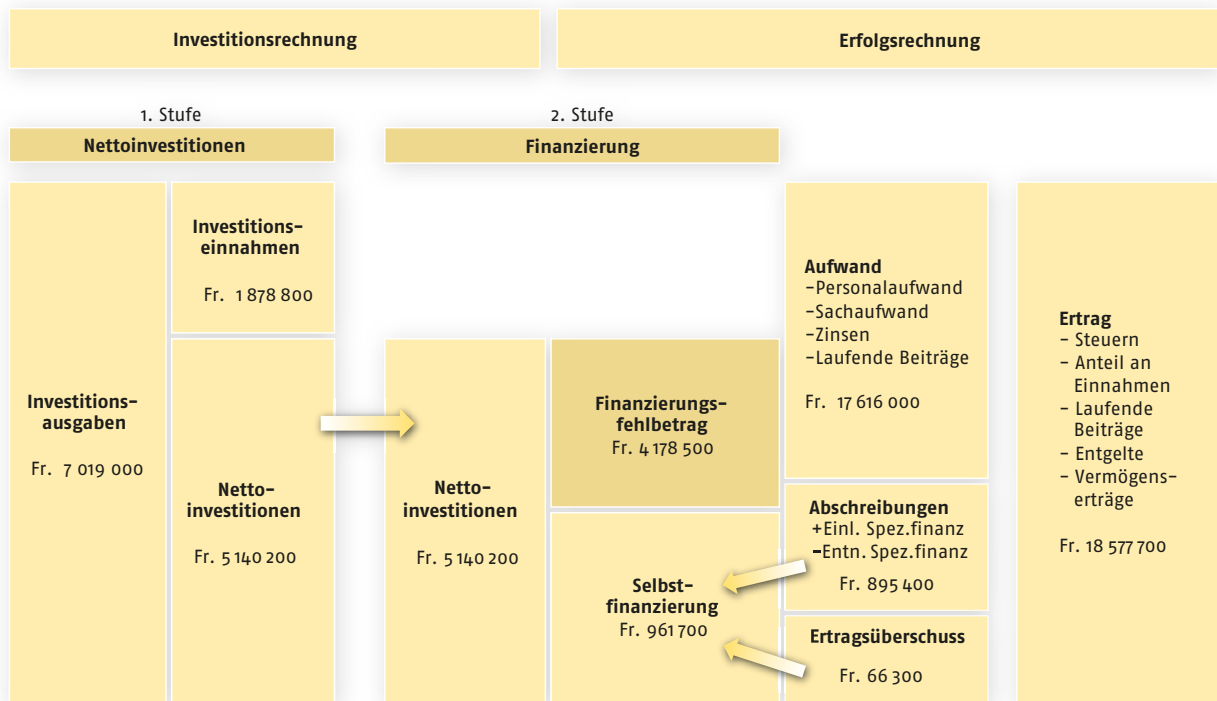 Investitionsrechnung
Erfolgsrechnung
1. Stufe
Nettoinvestitionen
2. Stufe
Finanzierung
Investitions-
ausgaben
Fr. 7 019 000
Investitions-
einnahmen
Fr. 1 878 800
Netto-
investitionen
Fr. 5 140 200
Netto-
investitionen
Fr. 5 140 200
Finanzierungs-
fehlbetrag
Fr. 4 178 500
Selbst-
finanzierung
Fr. 961 700
Aufwand
-Personalaufwand
-Sachaufwand
-Zinsen
-Laufende Beiträge
Fr. 17 616 000
Abschreibungen
+Einl. Spez.finanz
-Entn. Spez.finanz
Fr. 895 400
Ertragsüberschuss
Fr. 66 300
Ertrag
- Steuern
- Anteil an
Einnahmen
- Laufende
Beiträge
- Entgelte
- Vermögens-
erträge
Fr. 18 577 700